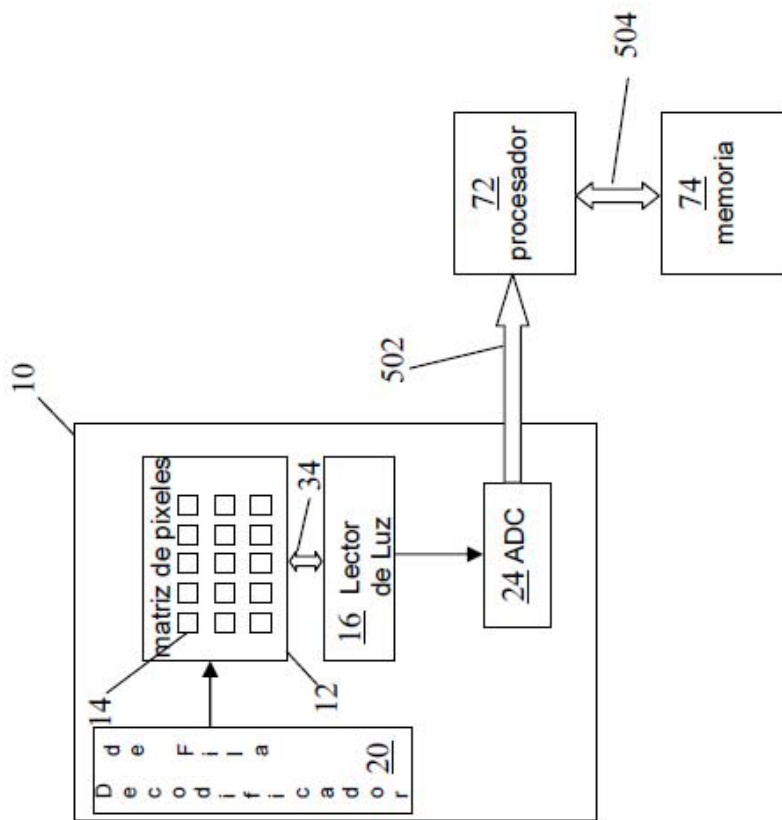 10
matriz de pixeles
14
12
34
16 Lector
de Luz
24 ADC
Decodificador
de Fila
20
502
72
procesador
504
74
memoria